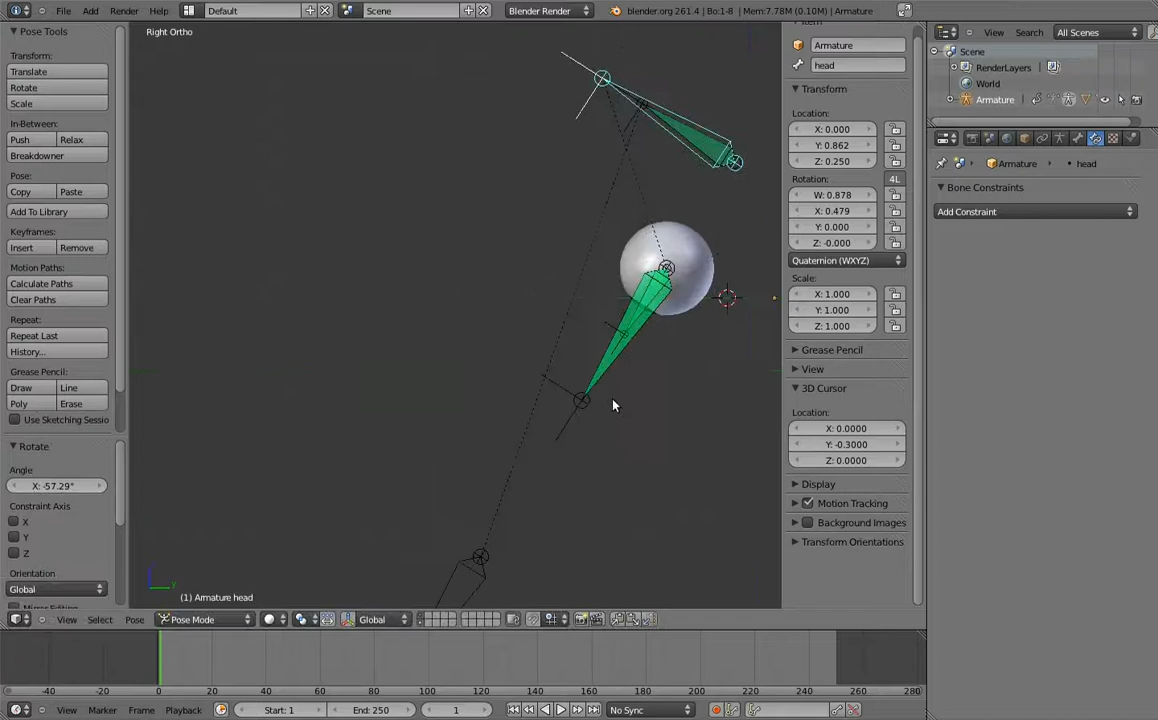 File Add Render Help Default Scene Blender Render blender.org 261.4 | Bo:1-8 | Mem:7.78M (0.10M) | Armature
Pose Tools
Transform:
Translate
Rotate
Scale
In-Between:
Push Relax
Breakdowner
Pose:
Copy Paste
Add To Library
Keyframes:
Insert Remove
Motion Paths:
Calculate Paths
Clear Paths
Repeat:
Repeat Last
History...
Grease Pencil:
Draw Line
Poly Erase
Use Sketching Sessio
Rotate
Angle
X: -57.29°
Constraint Axis
X
Y
Z
Orientation
Global
Right Ortho
(1) Armature head
Item
Armature
head
Transform
Location:
X: 0.000
Y: 0.862
Z: 0.250
Rotation:
4L
W: 0.878
X: 0.479
Y: 0.000
Z: -0.000
Quaternion (WXYZ)
Scale:
X: 1.000
Y: 1.000
Z: 1.000
Grease Pencil
View
3D Cursor
Location:
X: 0.0000
Y: -0.3000
Z: 0.0000
Display
Motion Tracking
Background Images
Transform Orientations
View Search All Scenes
Scene
RenderLayers
World
Armature
Armature head
Bone Constraints
Add Constraint
View Select Pose Pose Mode Global
-40 -20 0 20 40 60 80 100 120 140 160 180 200 220 240 260 280
View Marker Frame Playback Start: 1 End: 250 1 No Sync